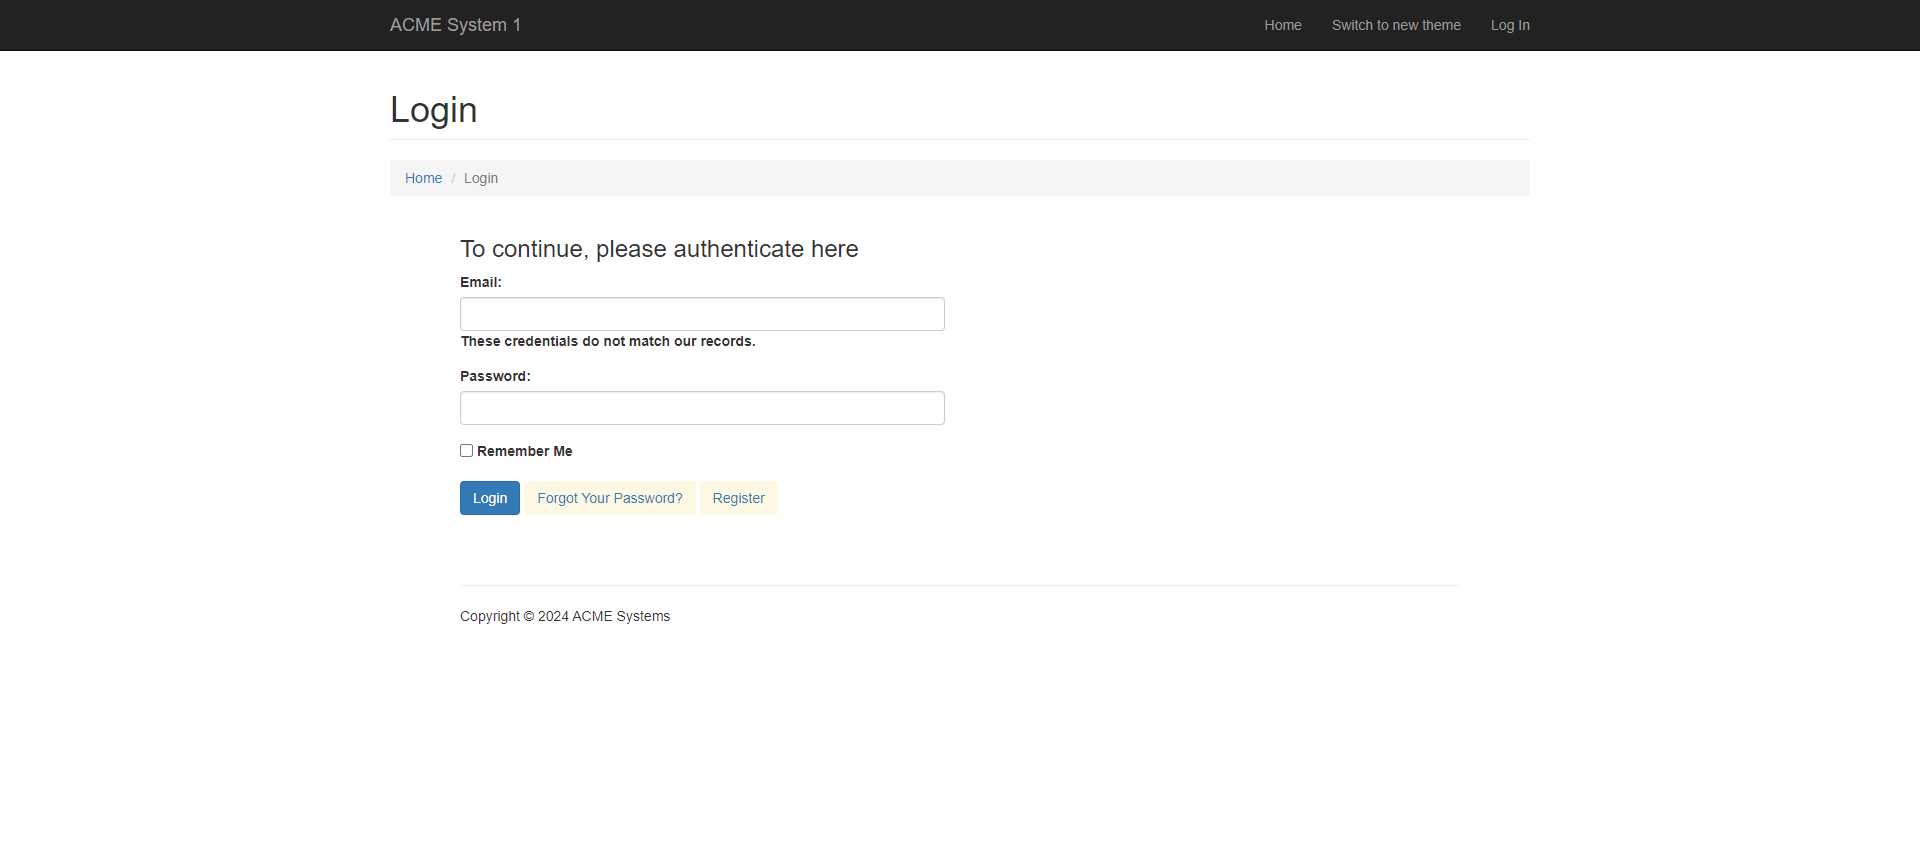 ACME System 1
Home
Switch to new theme
Log In
Login
Home / Login
To continue, please authenticate here
Email:
These credentials do not match our records.
Password:
Remember Me
Login
Forgot Your Password?
Register
Copyright © 2024 ACME Systems